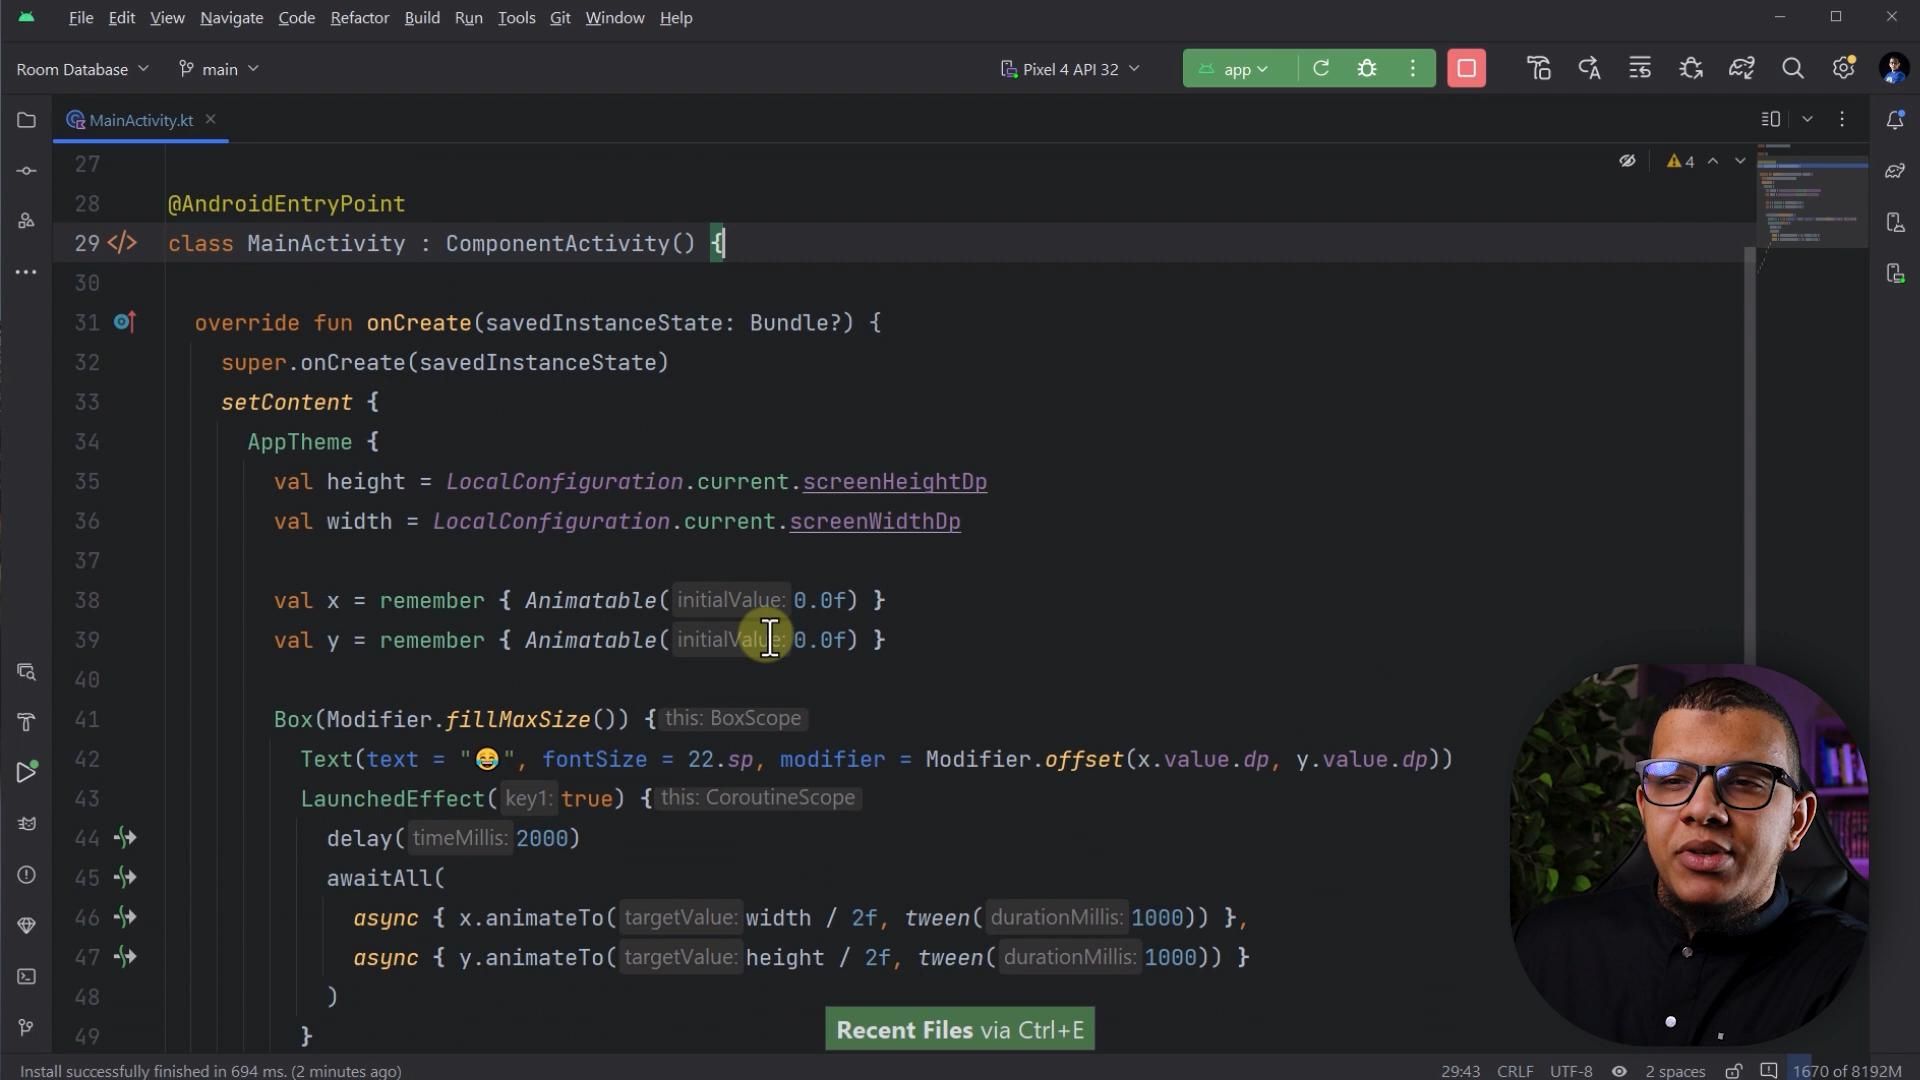 File Edit View Navigate Code Refactor Build Run Tools Git Window Help
Room Database main Pixel 4 API 32 app
MainActivity.kt
27 4
28 @AndroidEntryPoint
29 </> class MainActivity : ComponentActivity() {
30
31 override fun onCreate(savedInstanceState: Bundle?) {
32 super.onCreate(savedInstanceState)
33 setContent {
34 AppTheme {
35 val height = LocalConfiguration.current.screenHeightDp
36 val width = LocalConfiguration.current.screenWidthDp
37
38 val x = remember { Animatable( initialValue: 0.0f) }
39 val y = remember { Animatable( initialValue: 0.0f) }
40
41 Box(Modifier.fillMaxSize()) { this: BoxScope
42 Text(text = "😂", fontSize = 22.sp, modifier = Modifier.offset(x.value.dp, y.value.dp))
43 LaunchedEffect( key1: true) { this: CoroutineScope
44 delay( timeMillis: 2000)
45 awaitAll(
46 async { x.animateTo( targetValue: width / 2f, tween( durationMillis: 1000)) },
47 async { y.animateTo( targetValue: height / 2f, tween( durationMillis: 1000)) }
48 )
49 }
Recent Files via Ctrl+E
Install successfully finished in 694 ms. (2 minutes ago) 29:43 CRLF UTF-8 2 spaces 1670 of 8192M